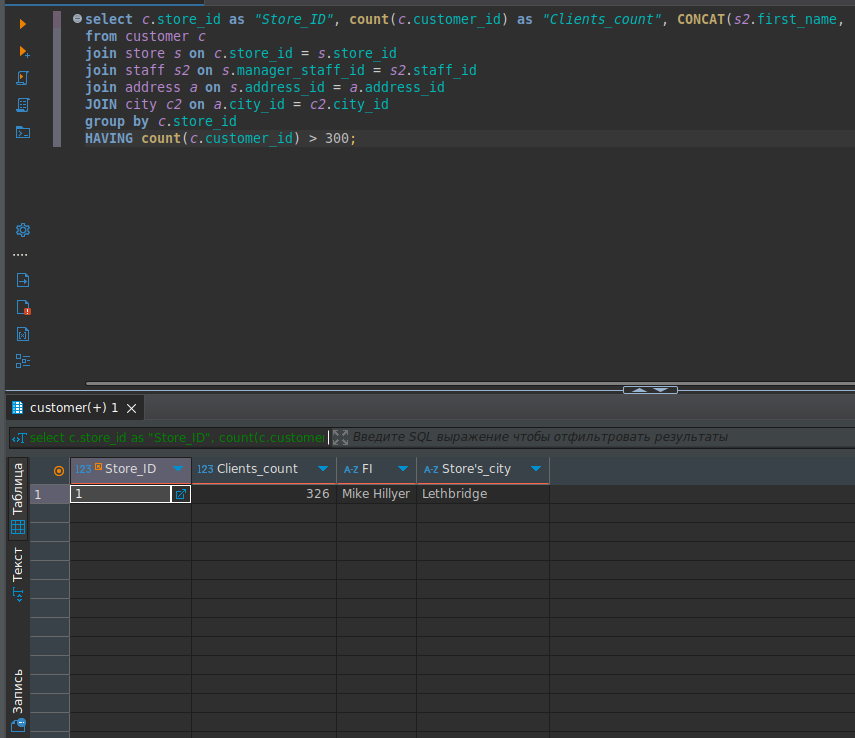 select c.store_id as "Store_ID", count(c.customer_id) as "Clients_count", CONCAT(s2.first_name,
from customer c
join store s on c.store_id = s.store_id
join staff s2 on s.manager_staff_id = s2.staff_id
join address a on s.address_id = a.address_id
JOIN city c2 on a.city_id = c2.city_id
group by c.store_id
HAVING count(c.customer_id) > 300;
customer(+) 1
select c.store_id as "Store_ID", count(c.custome Введите SQL выражение чтобы отфильтровать результаты
123 Store_ID 123 Clients_count A-Z FI A-Z Store's_city
1 1 326 Mike Hillyer Lethbridge
Таблица
Текст
Запись